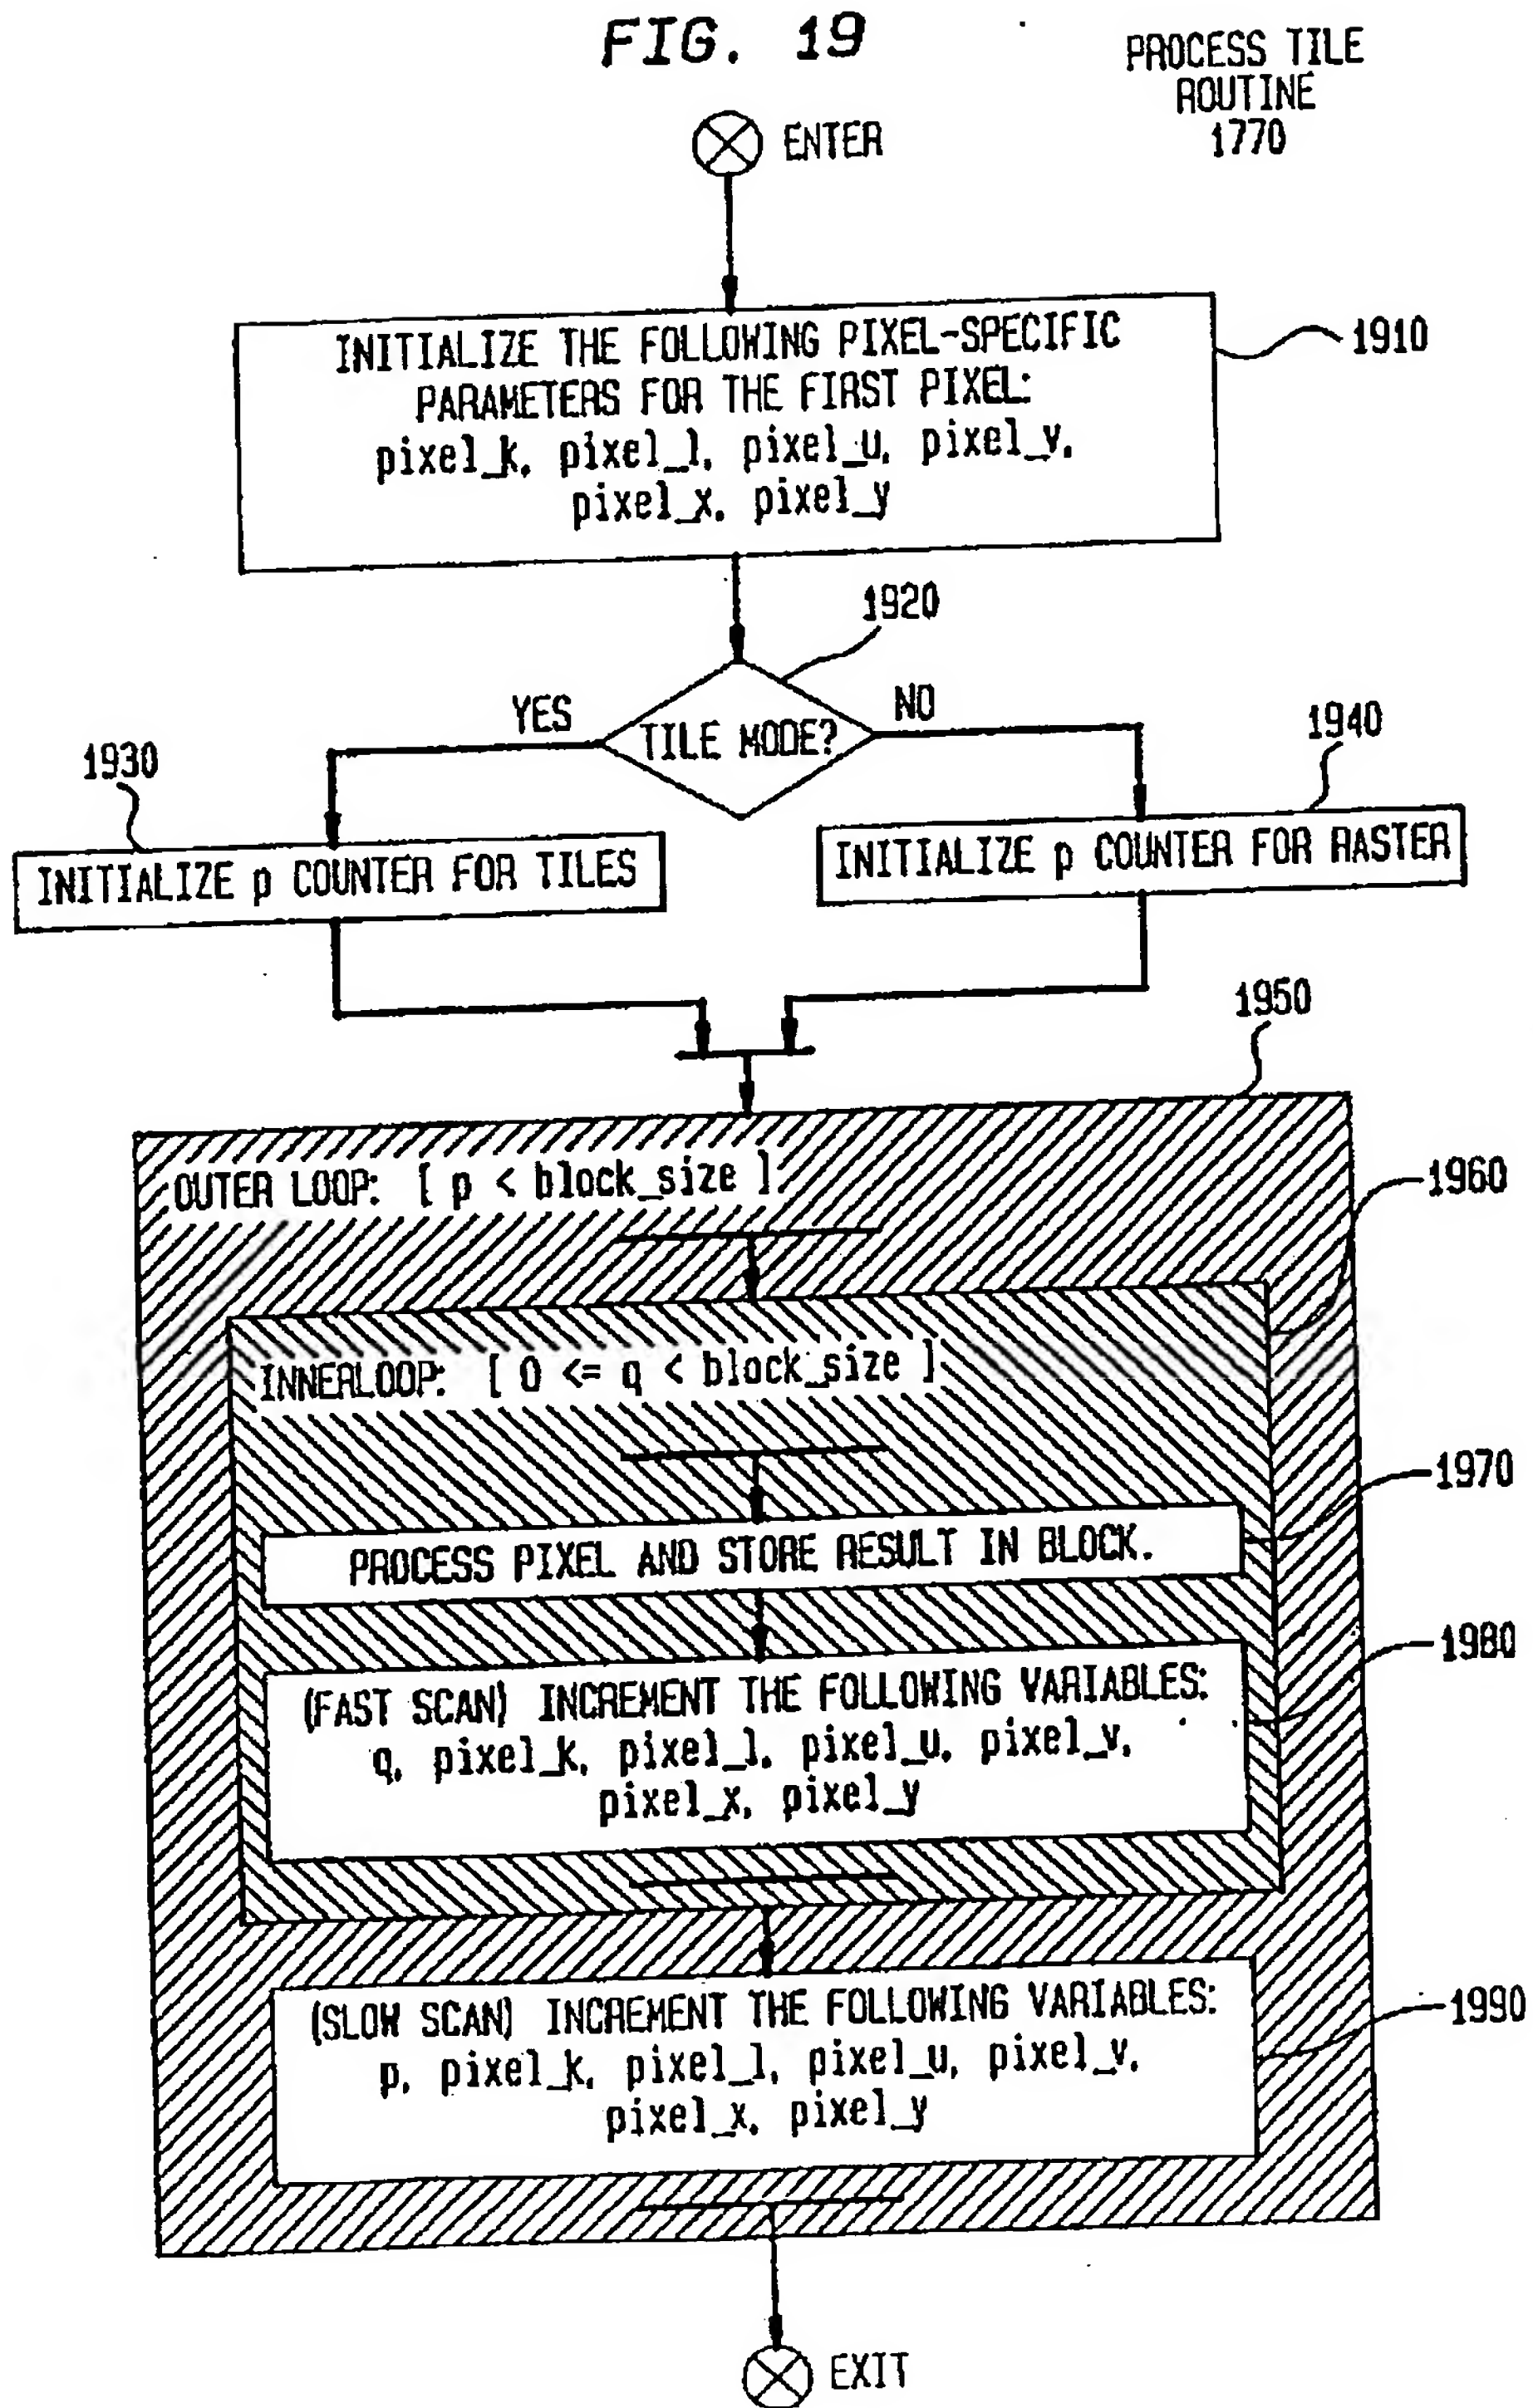 FIG. 19
PROCESS TILE
ROUTINE
1770
ENTER
INITIALIZE THE FOLLOWING PIXEL-SPECIFIC
PARAMETERS FOR THE FIRST PIXEL:
pixel_k, pixel_l, pixel_u, pixel_v,
pixel_x, pixel_y
1910
1920
YES
TILE MODE?
NO
1930
1940
INITIALIZE p COUNTER FOR TILES
INITIALIZE p COUNTER FOR RASTER
1950
OUTER LOOP: [ p < block_size ]
1960
INNERLOOP: [ 0 <= q < block_size ]
1970
PROCESS PIXEL AND STORE RESULT IN BLOCK.
1980
(FAST SCAN) INCREMENT THE FOLLOWING VARIABLES:
q, pixel_k, pixel_l, pixel_u, pixel_v,
pixel_x, pixel_y
(SLOW SCAN) INCREMENT THE FOLLOWING VARIABLES:
p, pixel_k, pixel_l, pixel_u, pixel_v,
pixel_x, pixel_y
1990
EXIT